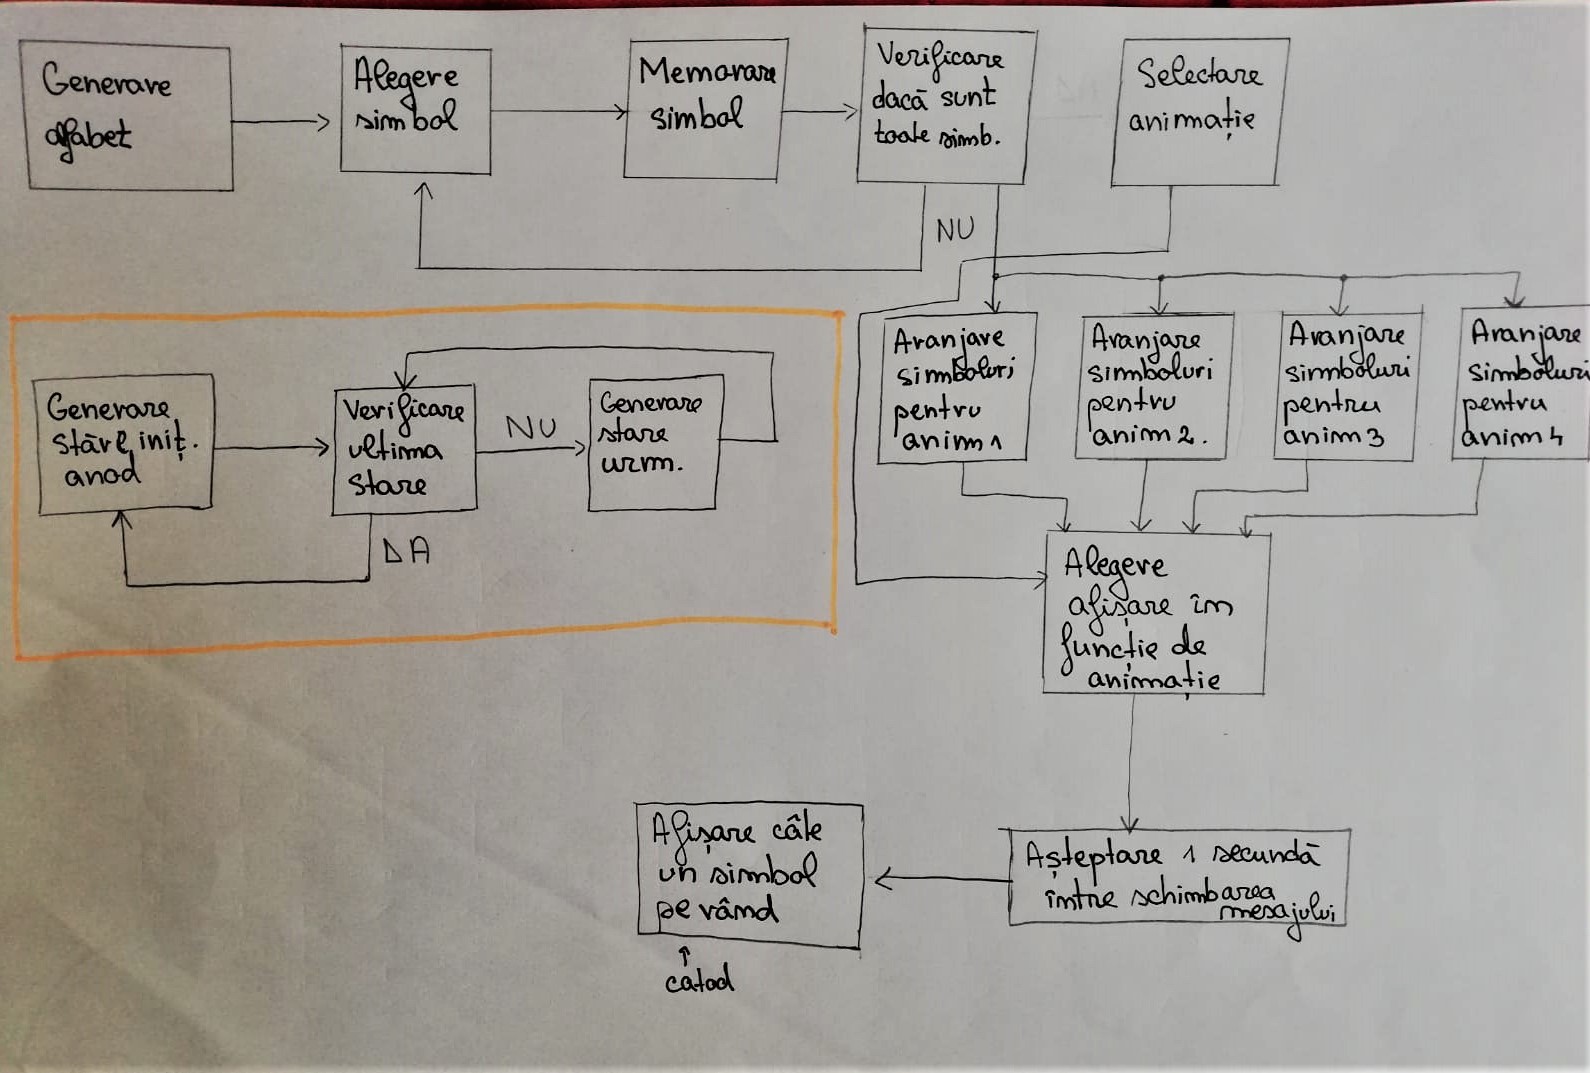 Generare
alfabet
Alegere
simbol
Memorare
simbol
Verificare
dacă sunt
toate simb.
Selectare
animație
NU
Aranjare
simboluri
pentru
anim 1
Aranjare
simboluri
pentru
anim 2.
Aranjare
simboluri
pentru
anim 3
Aranjare
simboluri
pentru
anim 4
Generare
stăre iniț.
anod
Verificare
ultima
stare
NU
Generare
stare
urm.
DA
Alegere
afișare în
funcție de
animație
Afișare câte
un simbol
pe rând
catod
Așteptare 1 secundă
între schimbarea
mesajului